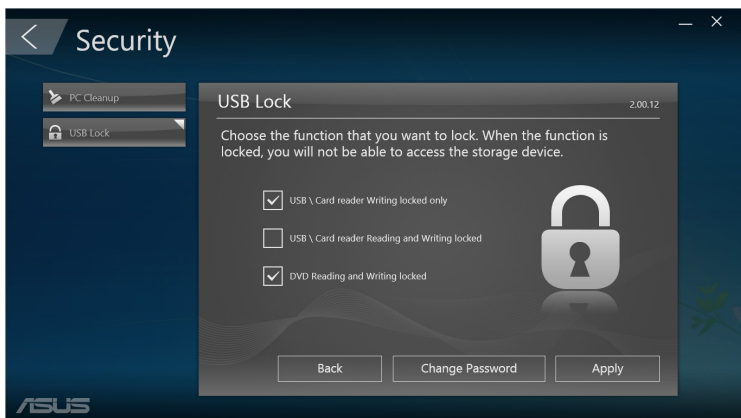 Security
PC Cleanup
USB Lock
USB Lock
2.00.12
Choose the function that you want to lock. When the function is
locked, you will not be able to access the storage device.
USB \ Card reader Writing locked only
USB \ Card reader Reading and Writing locked
DVD Reading and Writing locked
Back
Change Password
Apply
ASUS